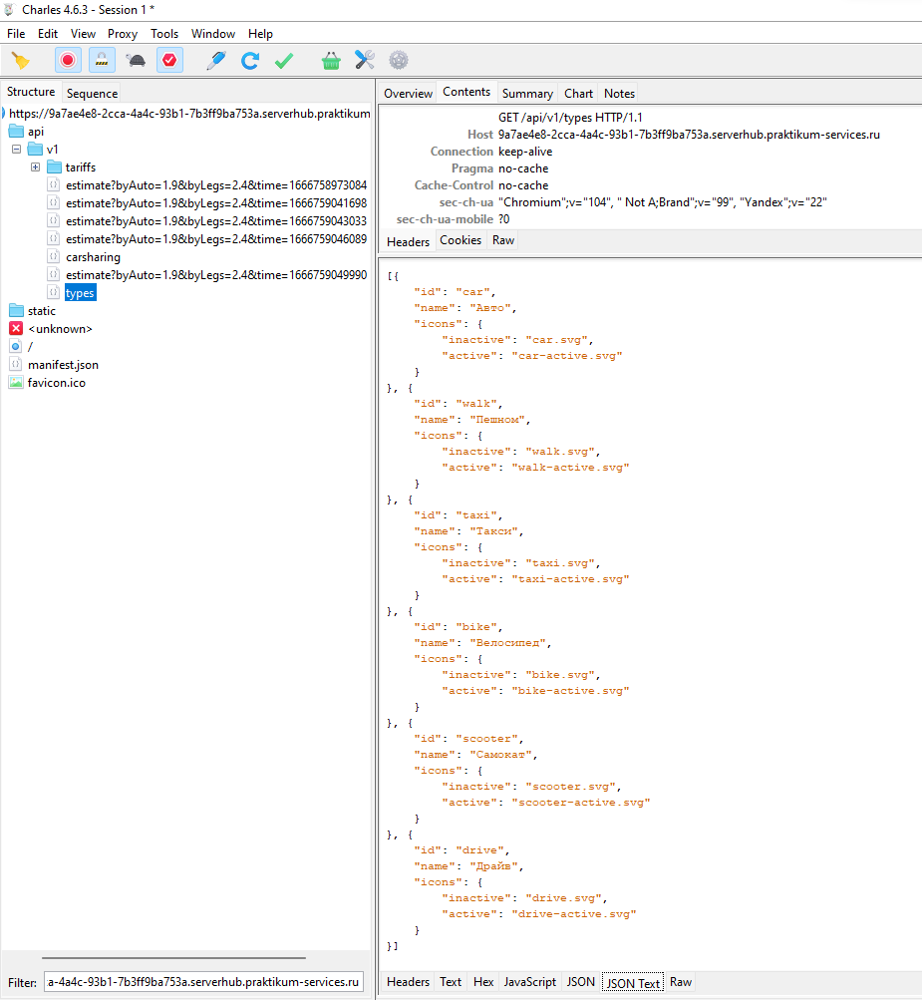 Charles 4.6.3 - Session 1 *
File Edit View Proxy Tools Window Help
Structure Sequence
https://9a7ae4e8-2cca-4a4c-93b1-7b3ff9ba753a.serverhub.praktikum
api
v1
tariffs
estimate?byAuto=1.9&byLegs=2.4&time=1666758973084
estimate?byAuto=1.9&byLegs=2.4&time=1666759041698
estimate?byAuto=1.9&byLegs=2.4&time=1666759043033
estimate?byAuto=1.9&byLegs=2.4&time=1666759046089
carsharing
estimate?byAuto=1.9&byLegs=2.4&time=1666759049990
types
static
<unknown>
/
manifest.json
favicon.ico
Filter: a-4a4c-93b1-7b3ff9ba753a.serverhub.praktikum-services.ru
Overview Contents Summary Chart Notes
GET /api/v1/types HTTP/1.1
Host 9a7ae4e8-2cca-4a4c-93b1-7b3ff9ba753a.serverhub.praktikum-services.ru
Connection keep-alive
Pragma no-cache
Cache-Control no-cache
sec-ch-ua "Chromium";v="104", " Not A;Brand";v="99", "Yandex";v="22"
sec-ch-ua-mobile ?0
Headers Cookies Raw
[{
"id": "car",
"name": "Авто",
"icons": {
"inactive": "car.svg",
"active": "car-active.svg"
}
}, {
"id": "walk",
"name": "Пешном",
"icons": {
"inactive": "walk.svg",
"active": "walk-active.svg"
}
}, {
"id": "taxi",
"name": "Такси",
"icons": {
"inactive": "taxi.svg",
"active": "taxi-active.svg"
}
}, {
"id": "bike",
"name": "Велосипед",
"icons": {
"inactive": "bike.svg",
"active": "bike-active.svg"
}
}, {
"id": "scooter",
"name": "Самокат",
"icons": {
"inactive": "scooter.svg",
"active": "scooter-active.svg"
}
}, {
"id": "drive",
"name": "Драйв",
"icons": {
"inactive": "drive.svg",
"active": "drive-active.svg"
}
}]
Headers Text Hex JavaScript JSON JSON Text Raw